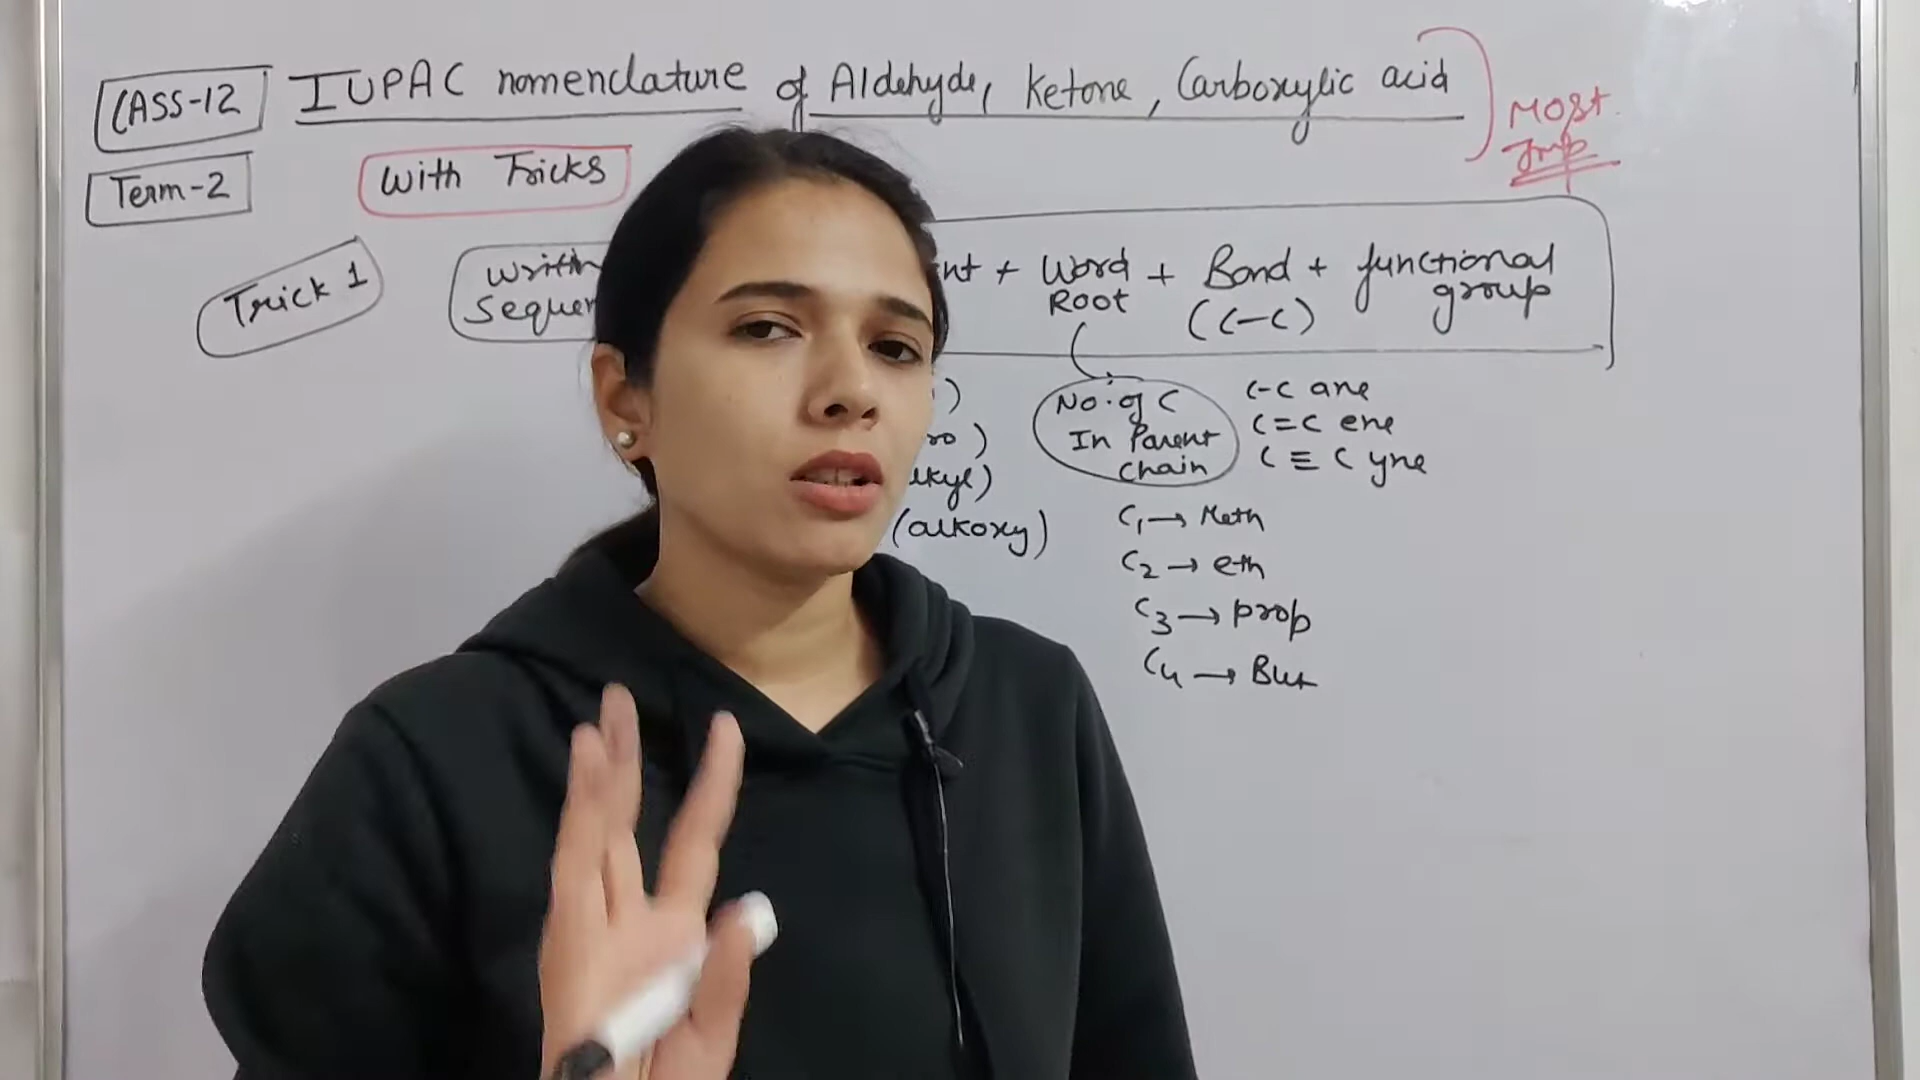 CASS-12 IUPAC nomenclature of Aldehyde, Ketone, Carboxylic acid
Most
Imp
Term-2
With Tricks
Trick 1
+ Word + Bond + functional
Root (C-C) group
C-C ane
C=C ene
C≡C yne
No. of C
In Parent
chain
(alkoxy)
C1→ Meth
C2 → eth
C3 → prop
C4 → But